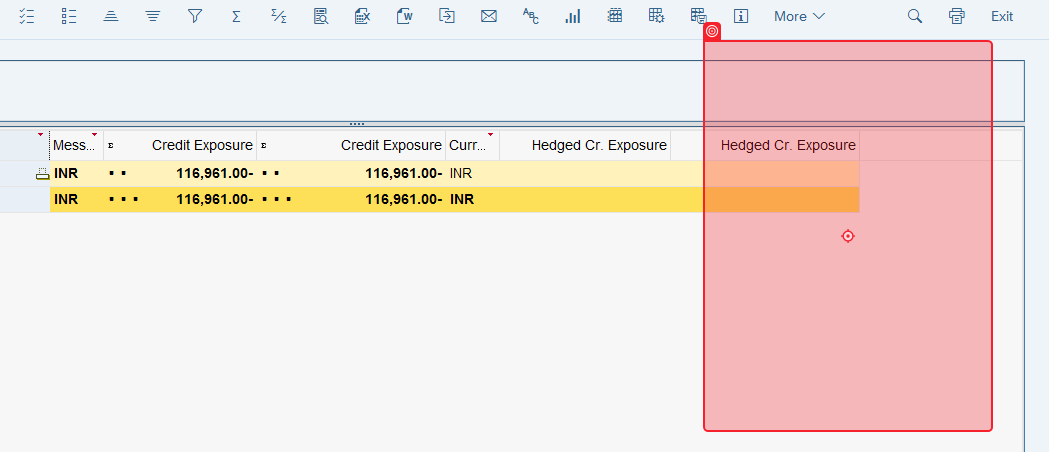 More Exit
Mess... Credit Exposure Credit Exposure Curr... Hedged Cr. Exposure Hedged Cr. Exposure
INR 116,961.00- 116,961.00- INR
INR 116,961.00- 116,961.00- INR